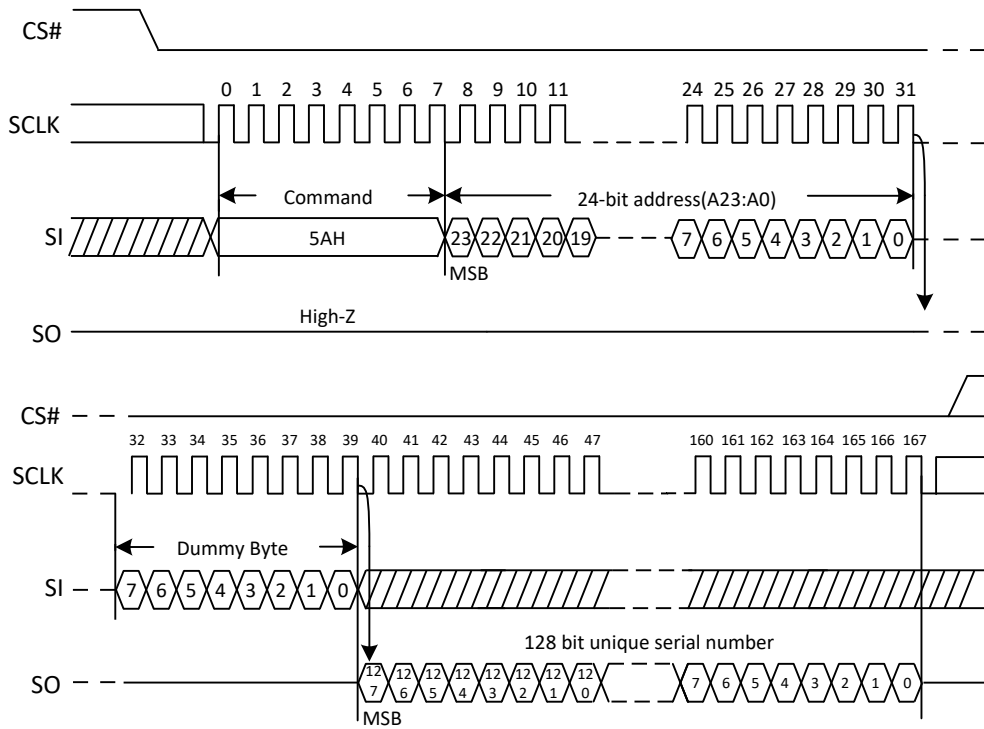 CS#
0 1 2 3 4 5 6 7 8 9 10 11 24 25 26 27 28 29 30 31
SCLK
Command 24-bit address(A23:A0)
SI 5AH 23 22 21 20 19 7 6 5 4 3 2 1 0
MSB
High-Z
SO
CS#
32 33 34 35 36 37 38 39 40 41 42 43 44 45 46 47 160 161 162 163 164 165 166 167
SCLK
Dummy Byte
SI 7 6 5 4 3 2 1 0
128 bit unique serial number
SO 127 126 125 124 123 122 121 120 7 6 5 4 3 2 1 0
MSB